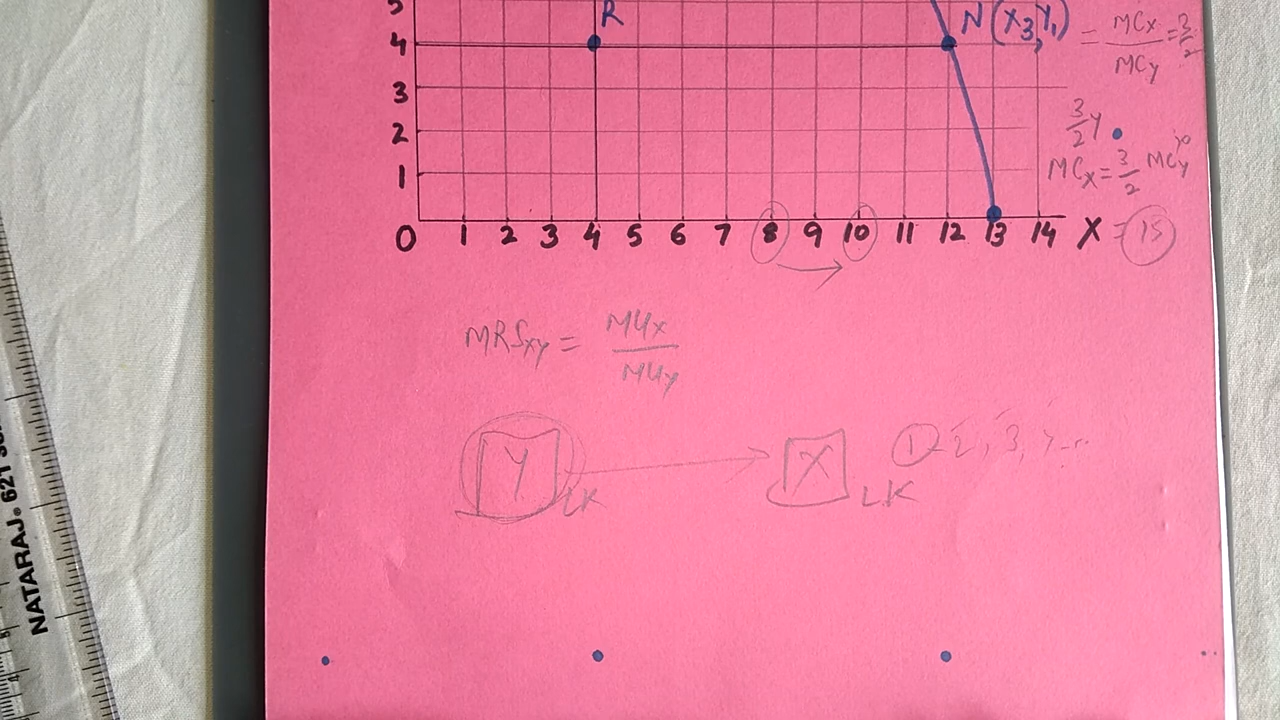 5
R
N(X3,Y1)
= MCx/MCy = 3/2
4
3
3/2 Y
2
MCx = 3/2 MCy
1
0 1 2 3 4 5 6 7 8 9 10 11 12 13 14 X = 15
MRSxy = MUx/MUy
Y LK
X LK
1 2, 3,
NATARAJ 621